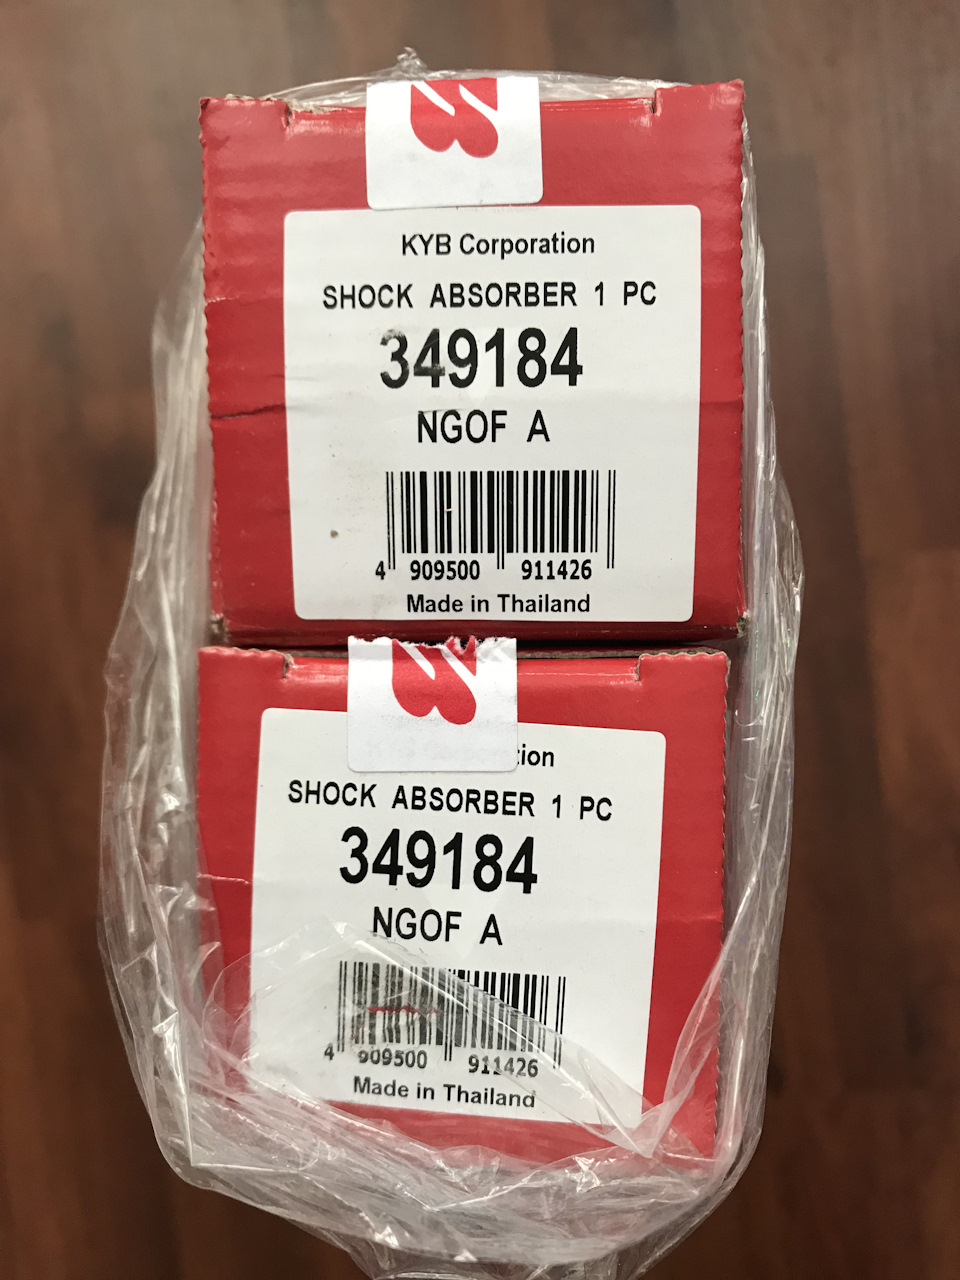 KYB Corporation
SHOCK ABSORBER 1 PC
349184
NGOF A
4 909500 911426
Made in Thailand
tion
SHOCK ABSORBER 1 PC
349184
NGOF A
4 909500 911426
Made in Thailand